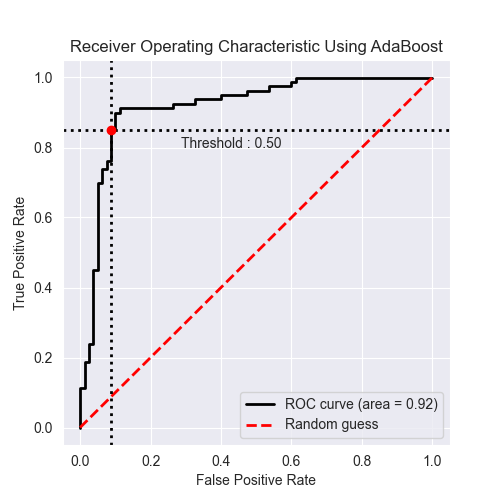 Receiver Operating Characteristic Using AdaBoost
1.0
0.8
0.6
0.4
0.2
0.0
True Positive Rate
Threshold : 0.50
ROC curve (area = 0.92)
Random guess
0.0 0.2 0.4 0.6 0.8 1.0
False Positive Rate